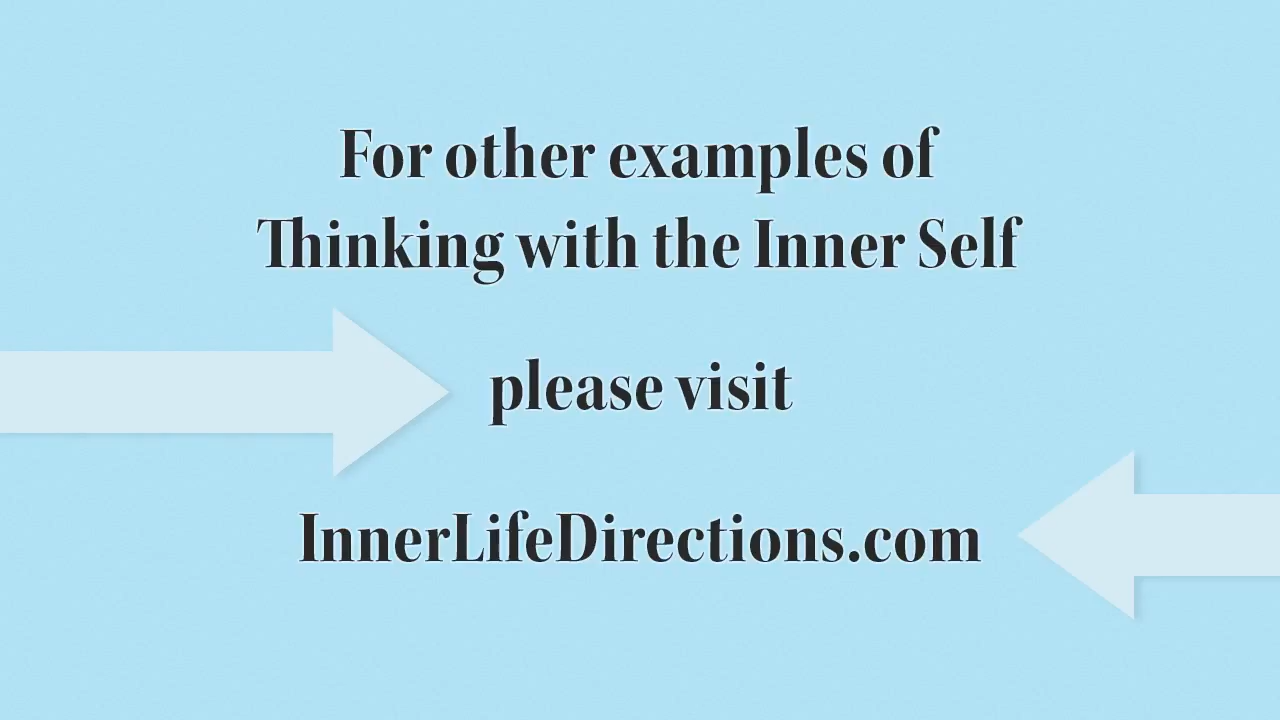 For other examples of
Thinking with the Inner Self
please visit
InnerLifeDirections.com